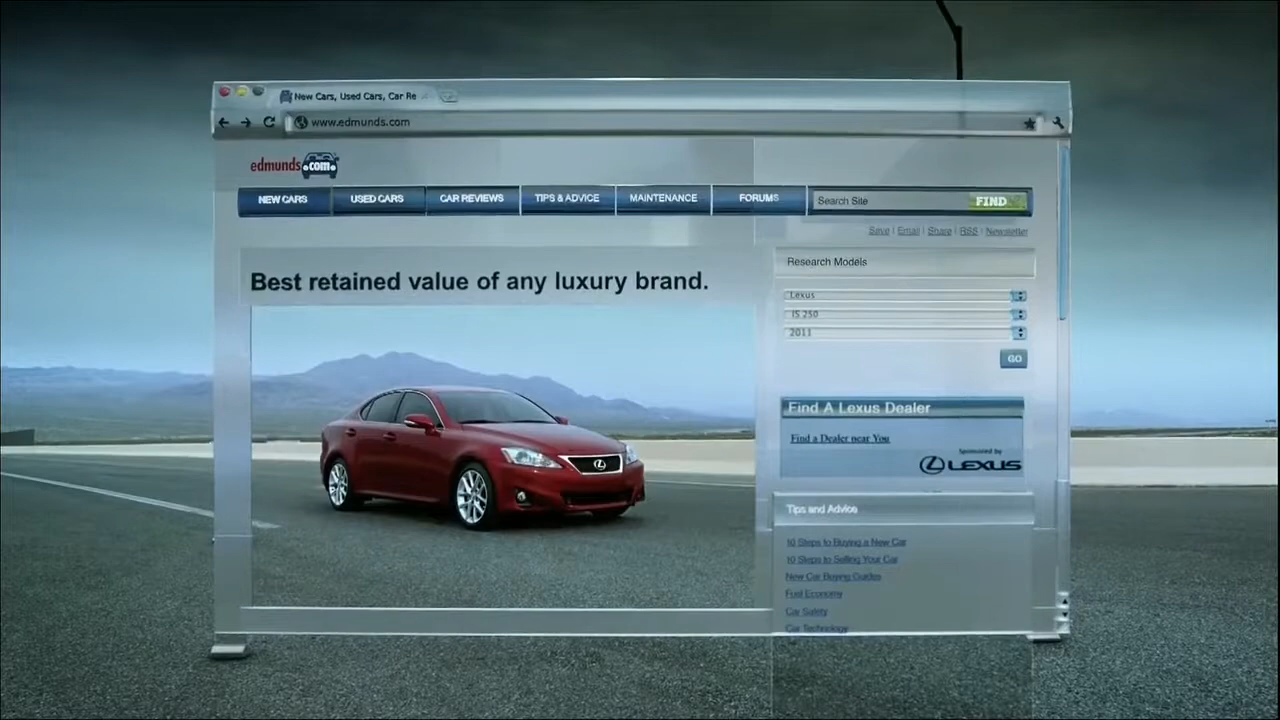 New Cars, Used Cars, Car Re
www.edmunds.com
edmunds.com
NEW CARS USED CARS CAR REVIEWS TIPS & ADVICE MAINTENANCE FORUMS Search Site FIND
Save | Email | Share | RSS | Newsletter
Best retained value of any luxury brand.
Research Models
Lexus
IS 250
2011
GO
Find A Lexus Dealer
Find a Dealer near You
Sponsored by
LEXUS
Tips and Advice
10 Steps to Buying a New Car
10 Steps to Selling Your Car
New Car Buying Guides
Fuel Economy
Car Safety
Car Technology